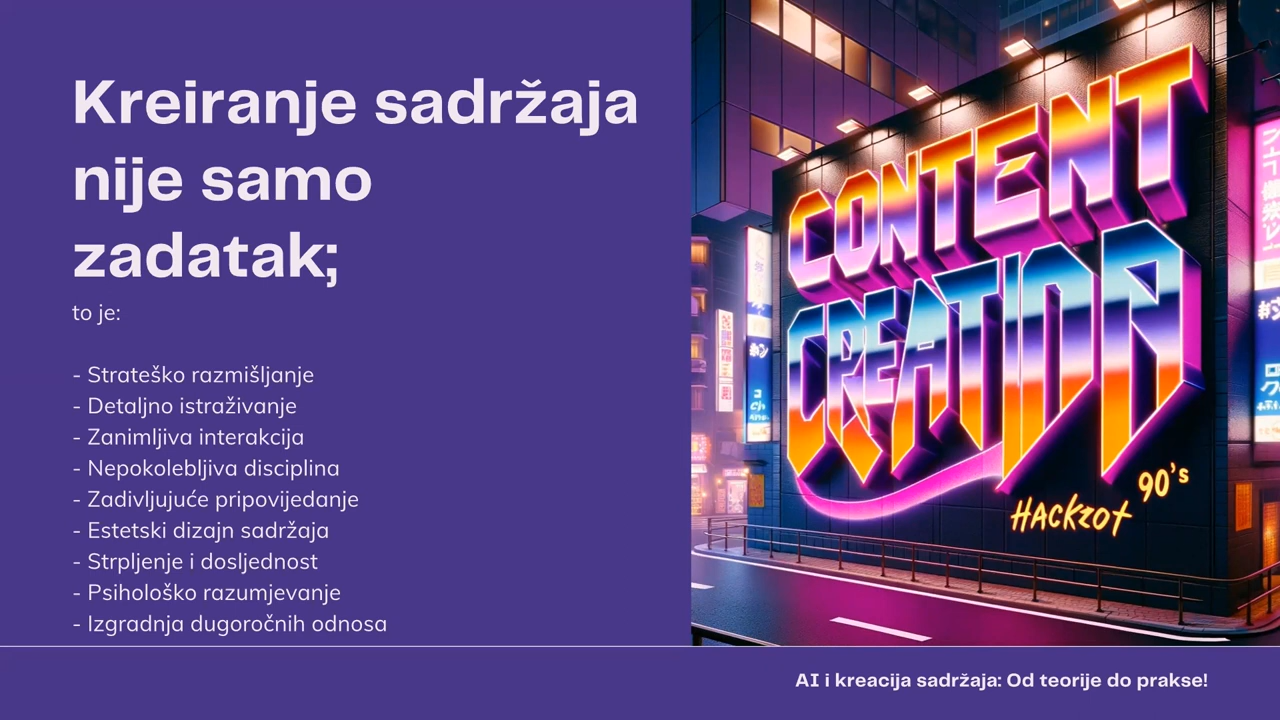 Kreiranje sadržaja
nije samo
zadatak;
to je:
- Strateško razmišljanje
- Detaljno istraživanje
- Zanimljiva interakcija
- Nepokolebljiva disciplina
- Zadivljujuće pripovijedanje
- Estetski dizajn sadržaja
- Strpljenje i dosljednost
- Psihološko razumjevanje
- Izgradnja dugoročnih odnosa
CONTENT
CREATION
90's
AI i kreacija sadržaja: Od teorije do prakse!